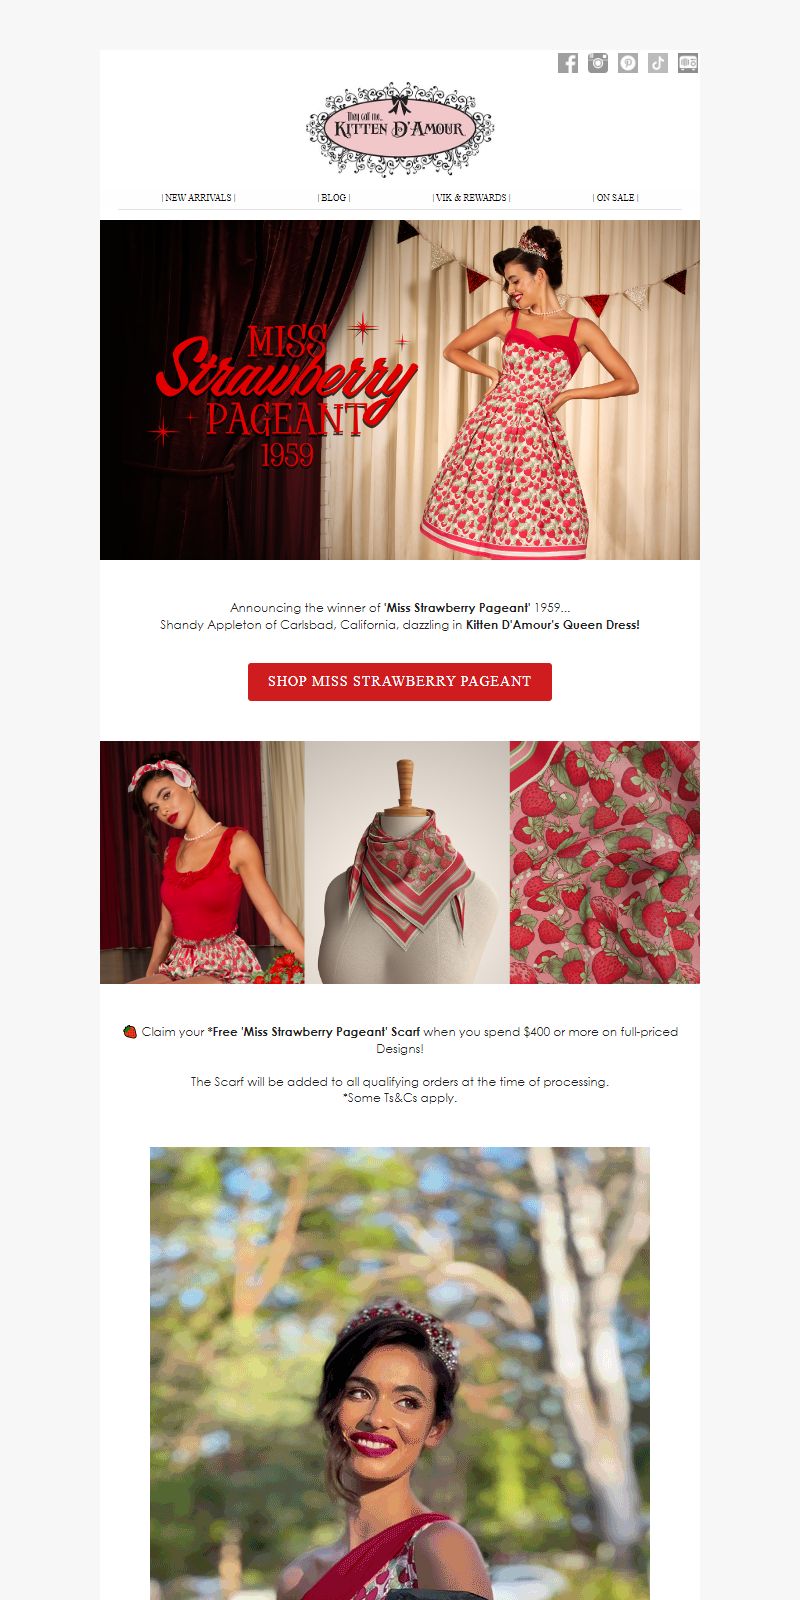 They call me...
KITTEN D'AMOUR
| NEW ARRIVALS |
| BLOG |
| VIK & REWARDS |
| ON SALE |
MISS
Strawberry
PAGEANT
1959
Announcing the winner of 'Miss Strawberry Pageant' 1959...
Shandy Appleton of Carlsbad, California, dazzling in Kitten D'Amour's Queen Dress!
SHOP MISS STRAWBERRY PAGEANT
Claim your *Free 'Miss Strawberry Pageant' Scarf when you spend $400 or more on full-priced
Designs!
The Scarf will be added to all qualifying orders at the time of processing.
*Some Ts&Cs apply.